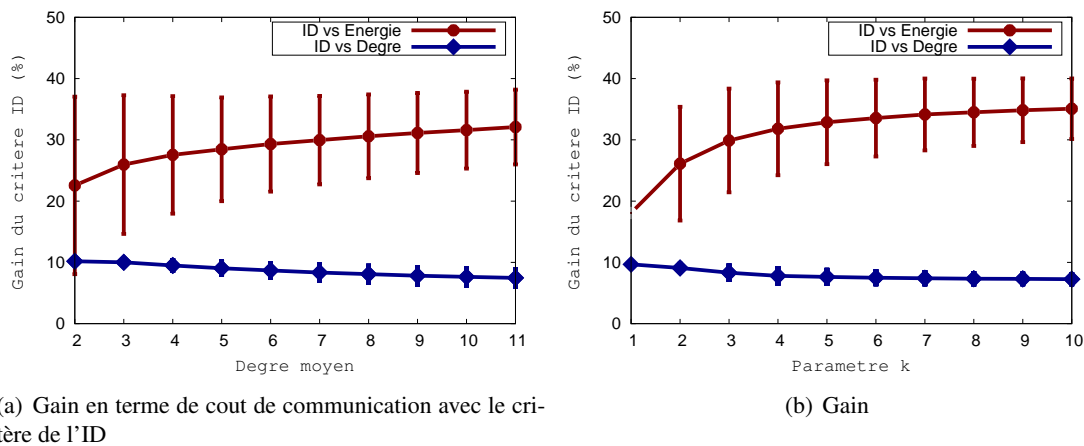 50
40
30
20
10
0
Gain du critere ID (%)
ID vs Energie
ID vs Degre
2 3 4 5 6 7 8 9 10 11
Degre moyen
50
40
30
20
10
0
Gain du critere ID (%)
ID vs Energie
ID vs Degre
1 2 3 4 5 6 7 8 9 10
Parametre k
a) Gain en terme de cout de communication avec le cri-
tère de l'ID
(b) Gain